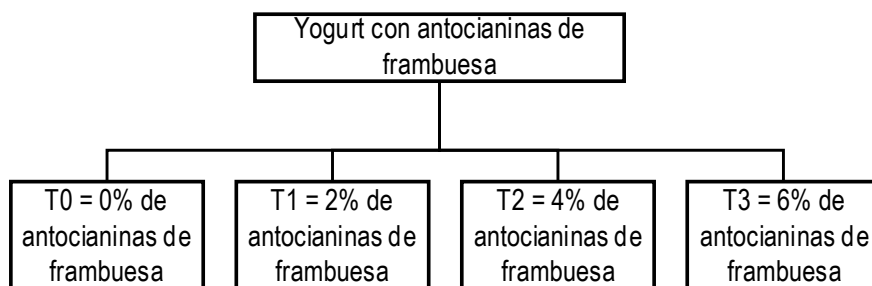 Yogurt con antocianinas de
frambuesa
T0 = 0% de
antocianinas de
frambuesa
T1 = 2% de
antocianinas de
frambuesa
T2 = 4% de
antocianinas de
frambuesa
T3 = 6% de
antocianinas de
frambuesa